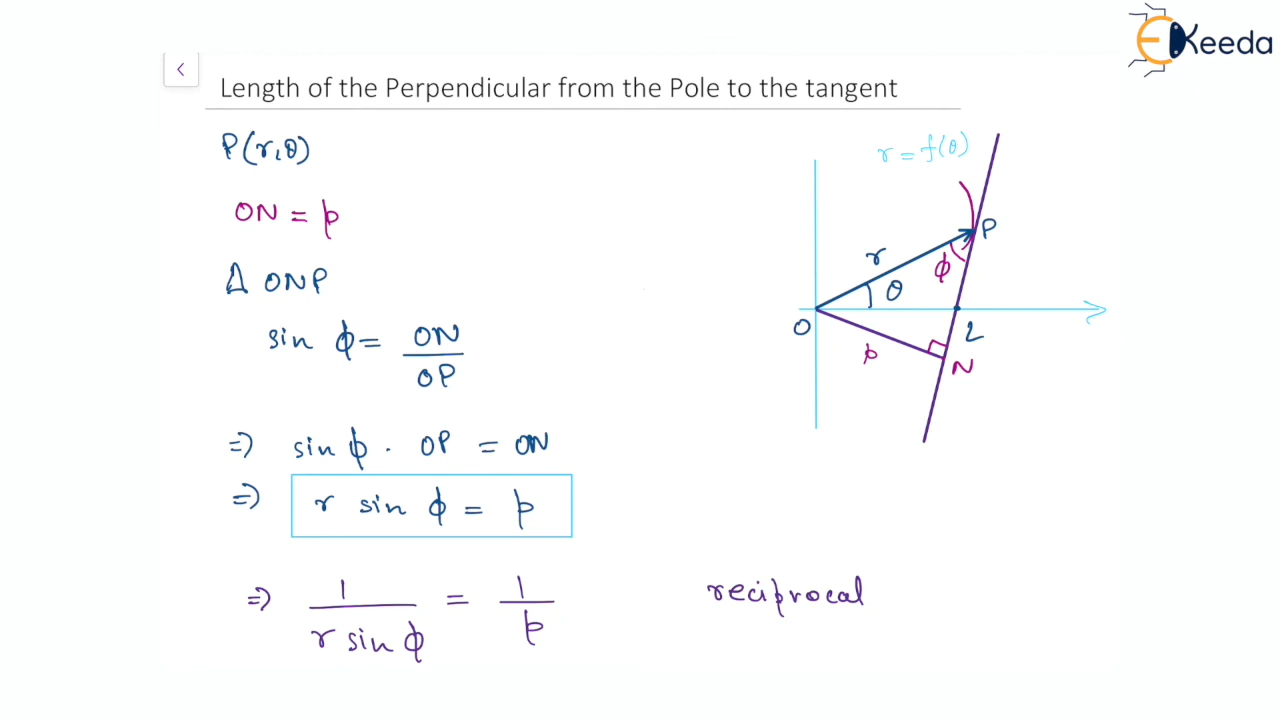 EKeeda
<
Length of the Perpendicular from the Pole to the tangent
P(r,θ)
ON = p
Δ ONP
sin ϕ = ON / OP
=) sin ϕ . OP = ON
=) r sin ϕ = p
=) 1 / r sin ϕ = 1 / p
reciprocal
r = f(θ)
P
r
ϕ
θ
O
L
p
N